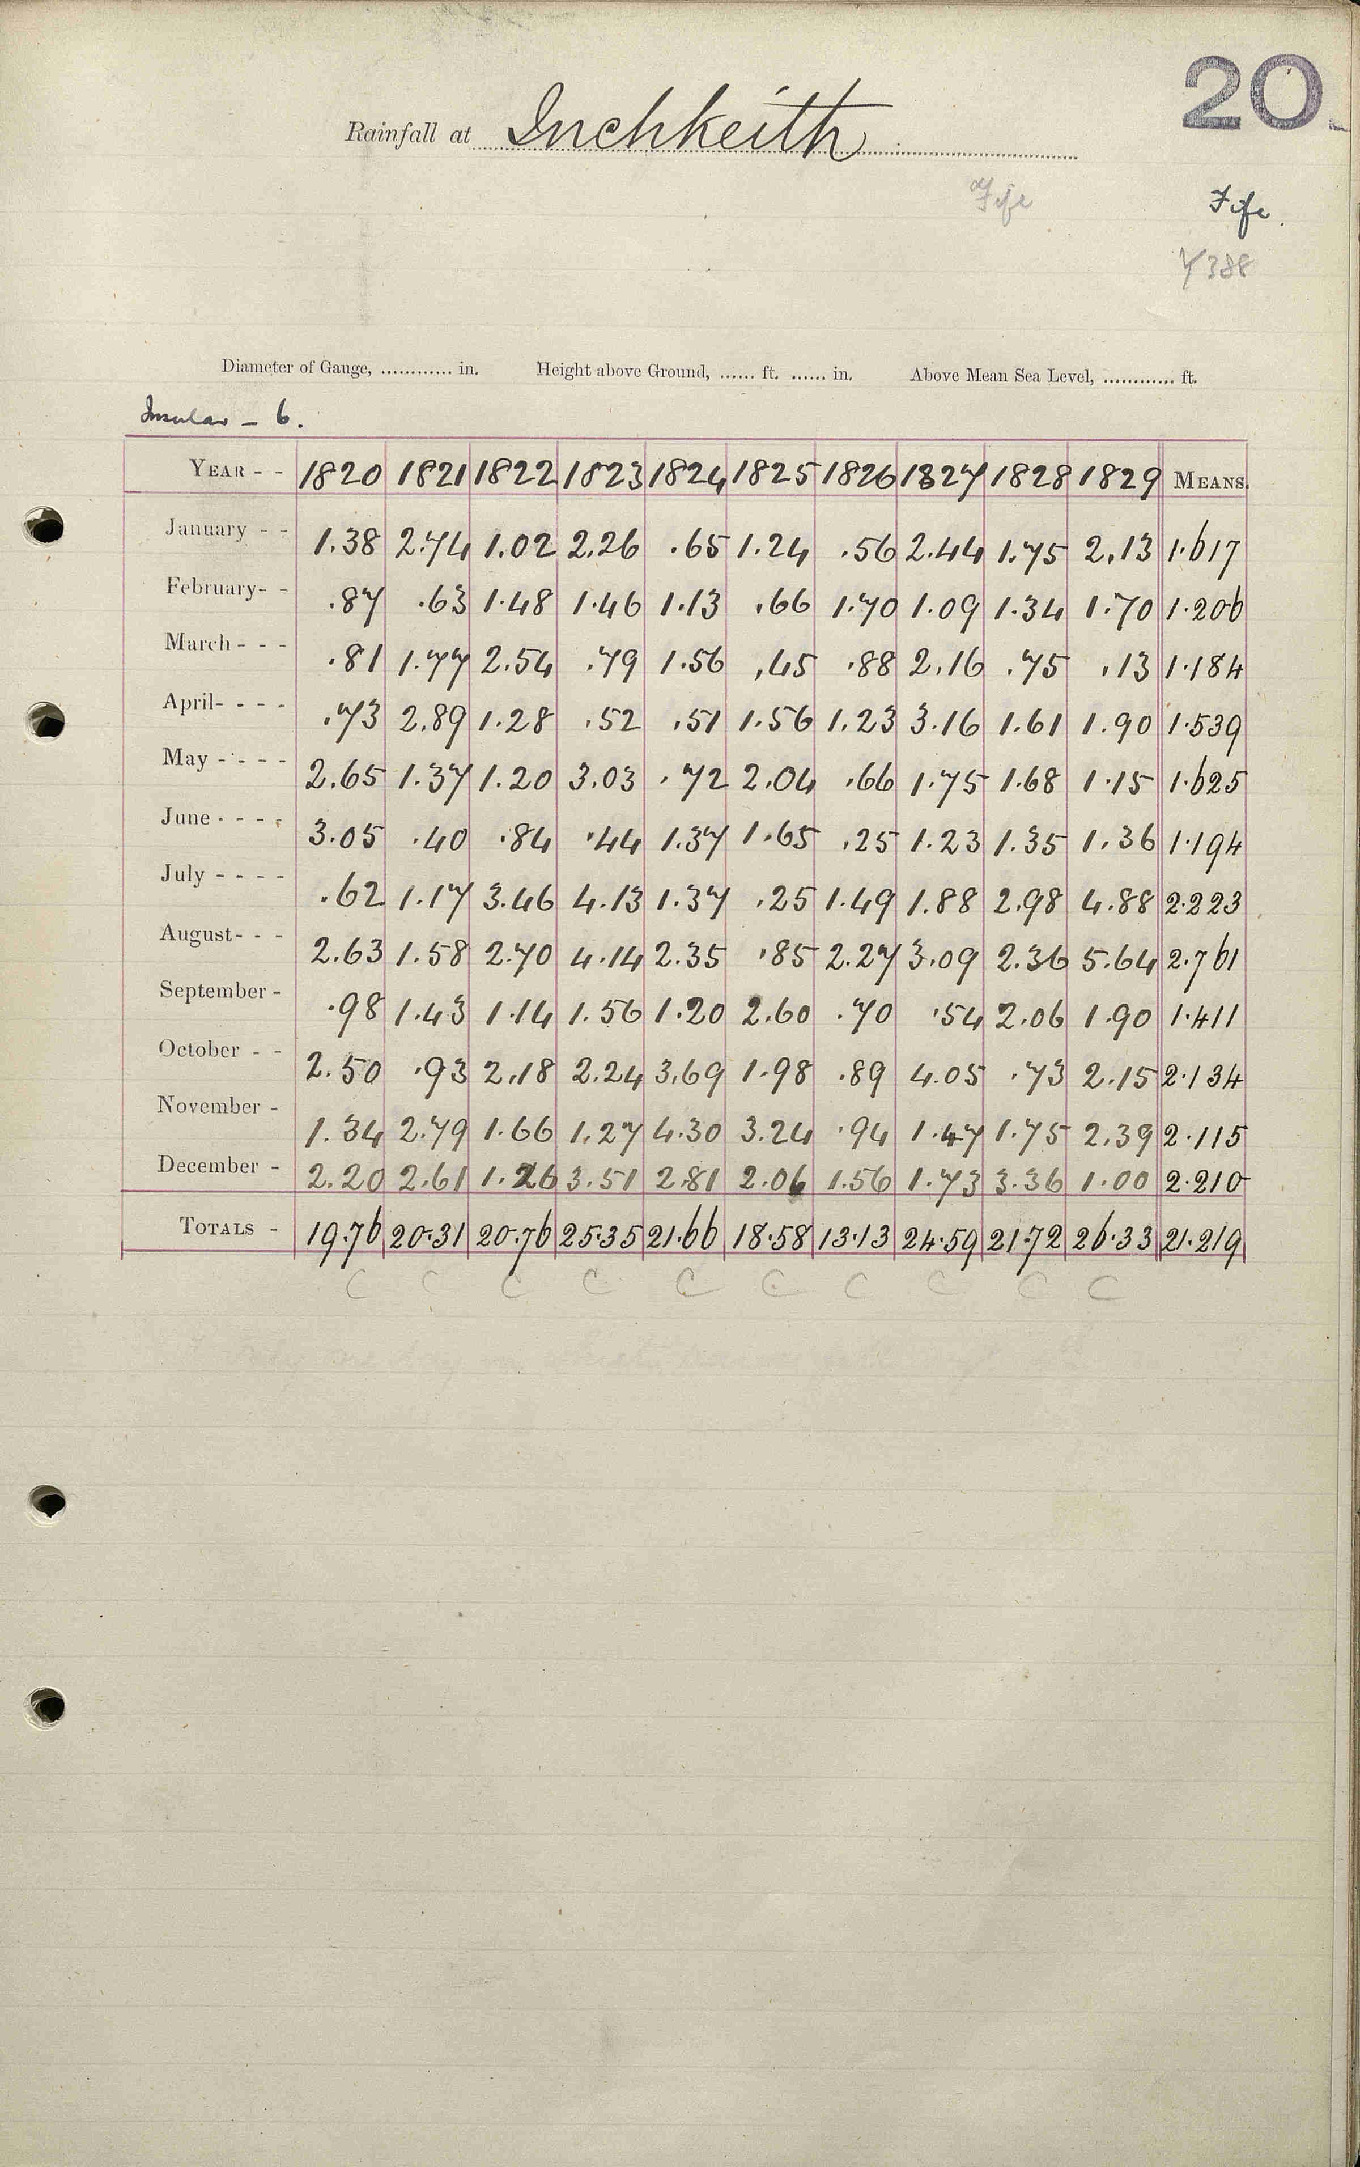 20
Rainfall at Inchkeith
Fife Fife.
Diameter of Gauge, ............ in. Height above Ground, ...... ft. ...... in. Above Mean Sea Level, ............ ft.
Insular – 6.
YEAR - - 1820 1821 1822 1823 1824 1825 1826 1827 1828 1829 MEANS.
January - - 1.38 2.74 1.02 2.26 .65 1.24 .56 2.44 1.75 2.13 1.617
February- - .87 .63 1.48 1.46 1.13 .66 1.70 1.09 1.34 1.70 1.206
March - - - .81 1.77 2.54 .79 1.56 .45 .88 2.16 .75 .13 1.184
April- - - - .73 2.89 1.28 .52 .51 1.56 1.23 3.16 1.61 1.90 1.539
May - - - - 2.65 1.37 1.20 3.03 .72 2.04 .66 1.75 1.68 1.15 1.625
June - - - - 3.05 .40 .84 .44 1.37 1.65 .25 1.23 1.35 1.36 1.194
July - - - - .62 1.17 3.46 4.13 1.37 .25 1.49 1.88 2.98 4.88 2.223
August- - - 2.63 1.58 2.70 4.14 2.35 .85 2.27 3.09 2.36 5.64 2.761
September - .98 1.43 1.14 1.56 1.20 2.60 .70 .54 2.06 1.90 1.411
October - - 2.50 .93 2.18 2.24 3.69 1.98 .89 4.05 .73 2.15 2.134
November - 1.34 2.79 1.66 1.27 4.30 3.24 .94 1.47 1.75 2.39 2.115
December - 2.20 2.61 1.26 3.51 2.81 2.06 1.56 1.73 3.36 1.00 2.210
TOTALS - 19.76 20.31 20.76 25.35 21.66 18.58 13.13 24.59 21.72 26.33 21.219
C C C C C C C C C C